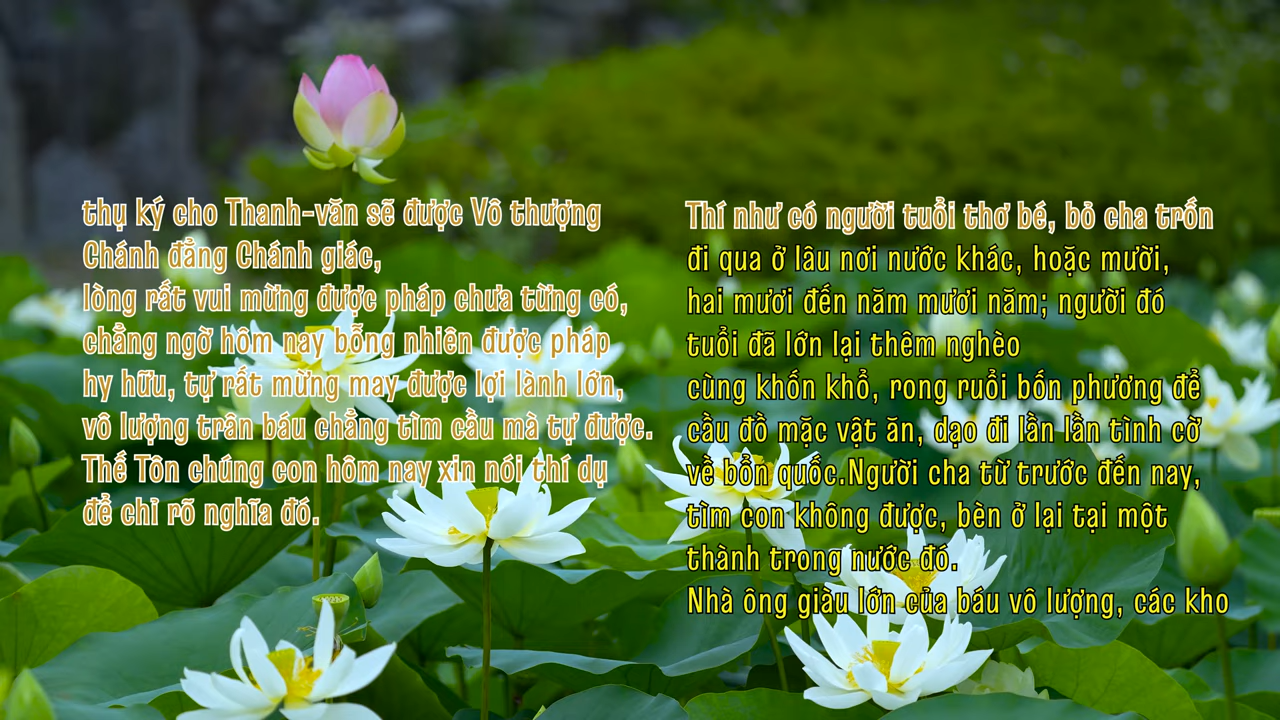 thụ ký cho Thanh-văn sẽ được Vô thượng
Chánh đẳng Chánh giác,
lòng rất vui mừng được pháp chưa từng có,
chẳng ngờ hôm nay bỗng nhiên được pháp
hy hữu, tự rất mừng may được lợi lành lớn,
vô lượng trân báu chẳng tìm cầu mà tự được.
Thế Tôn chúng con hôm nay xin nói thí dụ
để chỉ rõ nghĩa đó.
Thí như có người tuổi thơ bé, bỏ cha trốn
đi qua ở lâu nơi nước khác, hoặc mười,
hai mươi đến năm mươi năm; người đó
tuổi đã lớn lại thêm nghèo
cùng khốn khổ, rong ruổi bốn phương để
cầu đồ mặc vật ăn, dạo đi lần lần tình cờ
về bổn quốc.Người cha từ trước đến nay,
tìm con không được, bèn ở lại tại một
thành trong nước đó.
Nhà ông giàu lớn của báu vô lượng, các kho